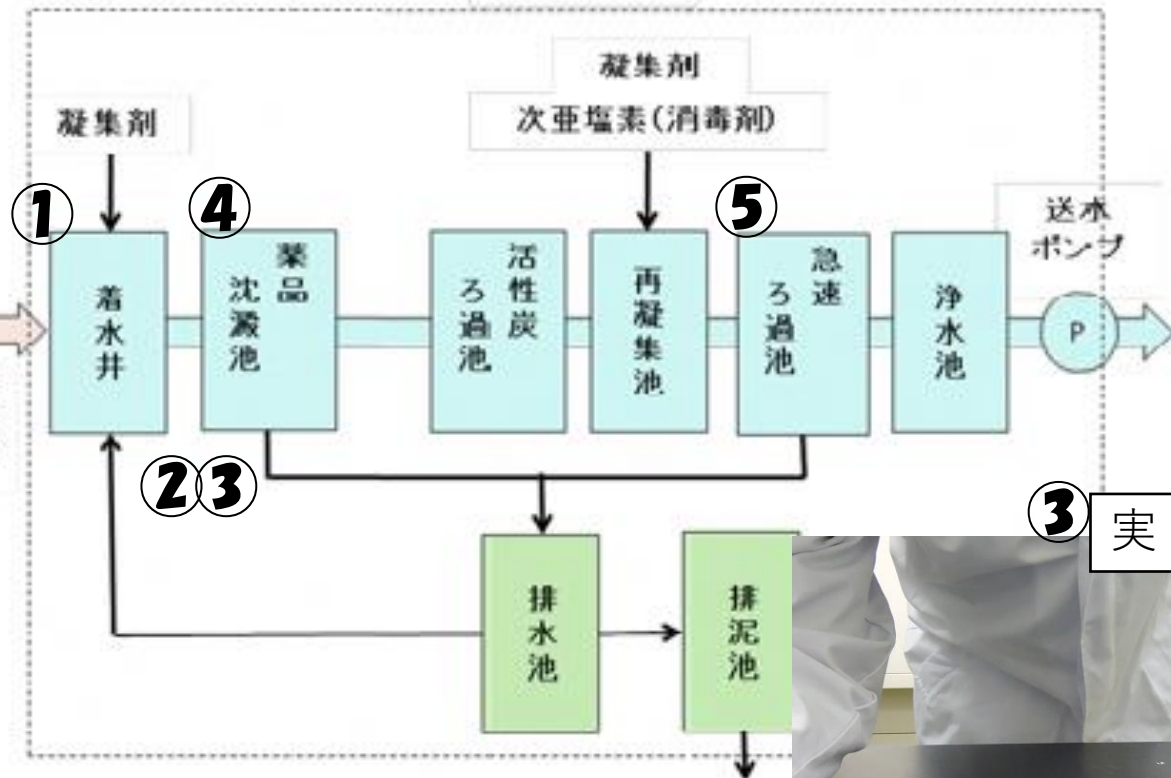 凝集剤
凝集剤
次亜塩素(消毒剤)
①
④
⑤
送水
ポンプ
着水井
薬品
沈澱池
活性炭
ろ過池
再凝集池
急速
ろ過池
浄水池
P
②③
③
実
排水池
排泥池